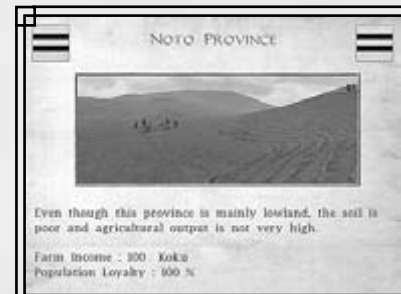 NOTO PROVINCE
Even though this province is mainly lowland, the soil is
poor and agricultural output is not very high.
Farm Income : 100 Koku
Population Loyalty : 100 %